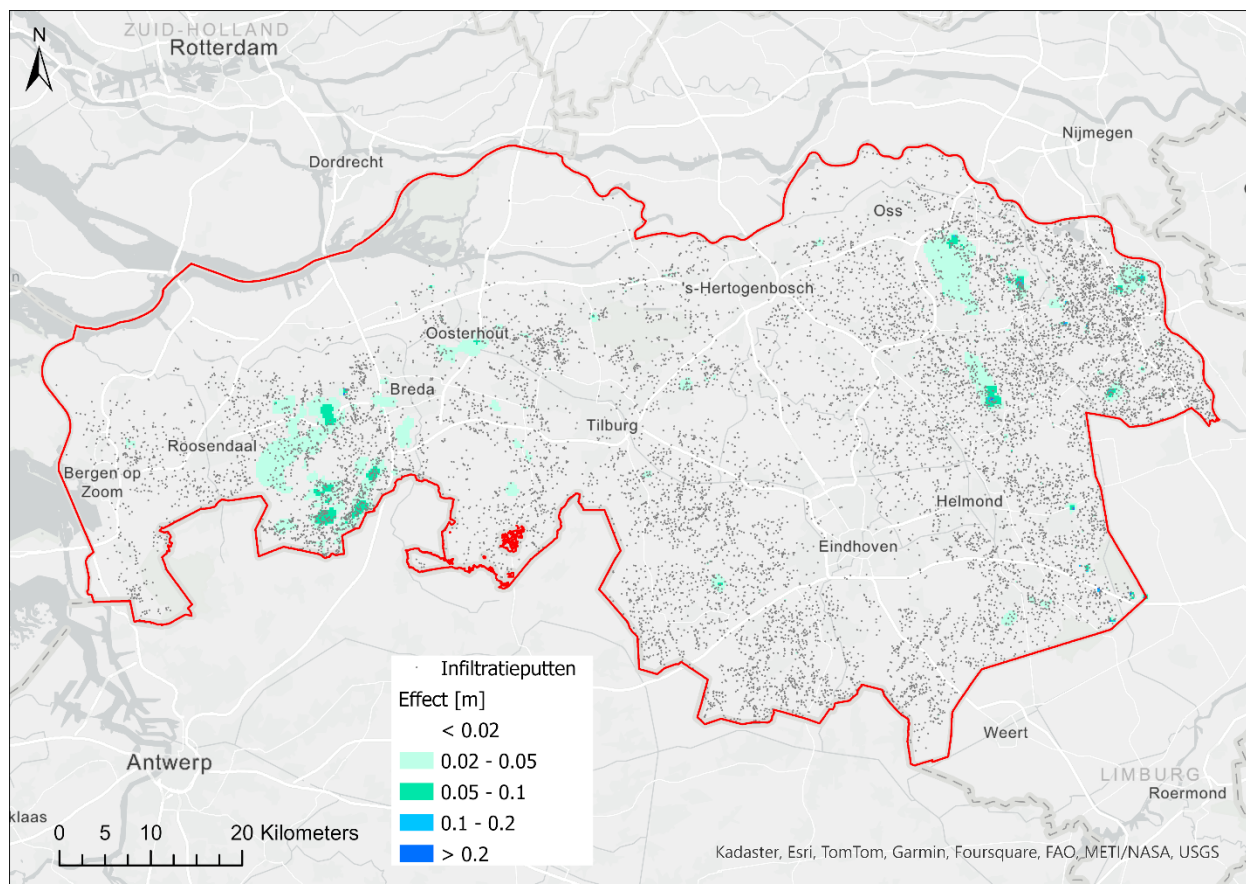 N
ZUID-HOLLAND
Rotterdam
Nijmegen
Dordrecht
Oss
's-Hertogenbosch
Oosterhout
Breda
Tilburg
Roosendaal
Bergen op
Zoom
Helmond
Eindhoven
Weert
Antwerp
LIMBURG
Roermond
klaas
Infiltratieputten
Effect [m]
< 0.02
0.02 - 0.05
0.05 - 0.1
0.1 - 0.2
> 0.2
0 5 10 20 Kilometers
Kadaster, Esri, TomTom, Garmin, Foursquare, FAO, METI/NASA, USGS